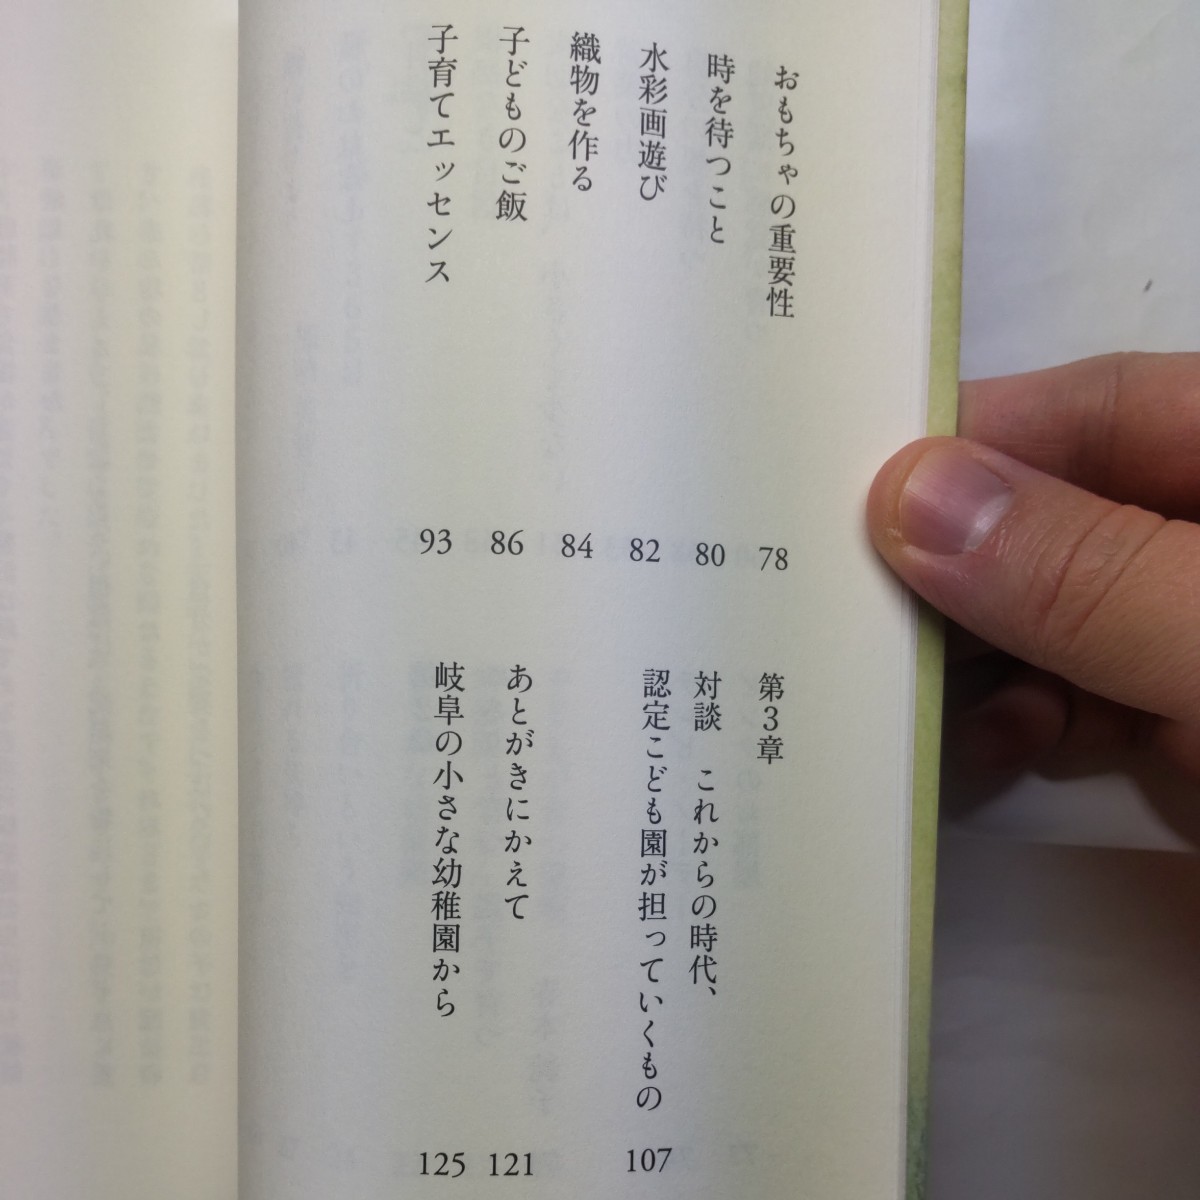 おもちゃの重要性 78
時を待つこと 80
水彩画遊び 82
織物を作る 84
子どものご飯 86
子育てエッセンス 93
第3章
対談 これからの時代、
認定こども園が担っていくもの 107
あとがきにかえて 121
岐阜の小さな幼稚園から 125